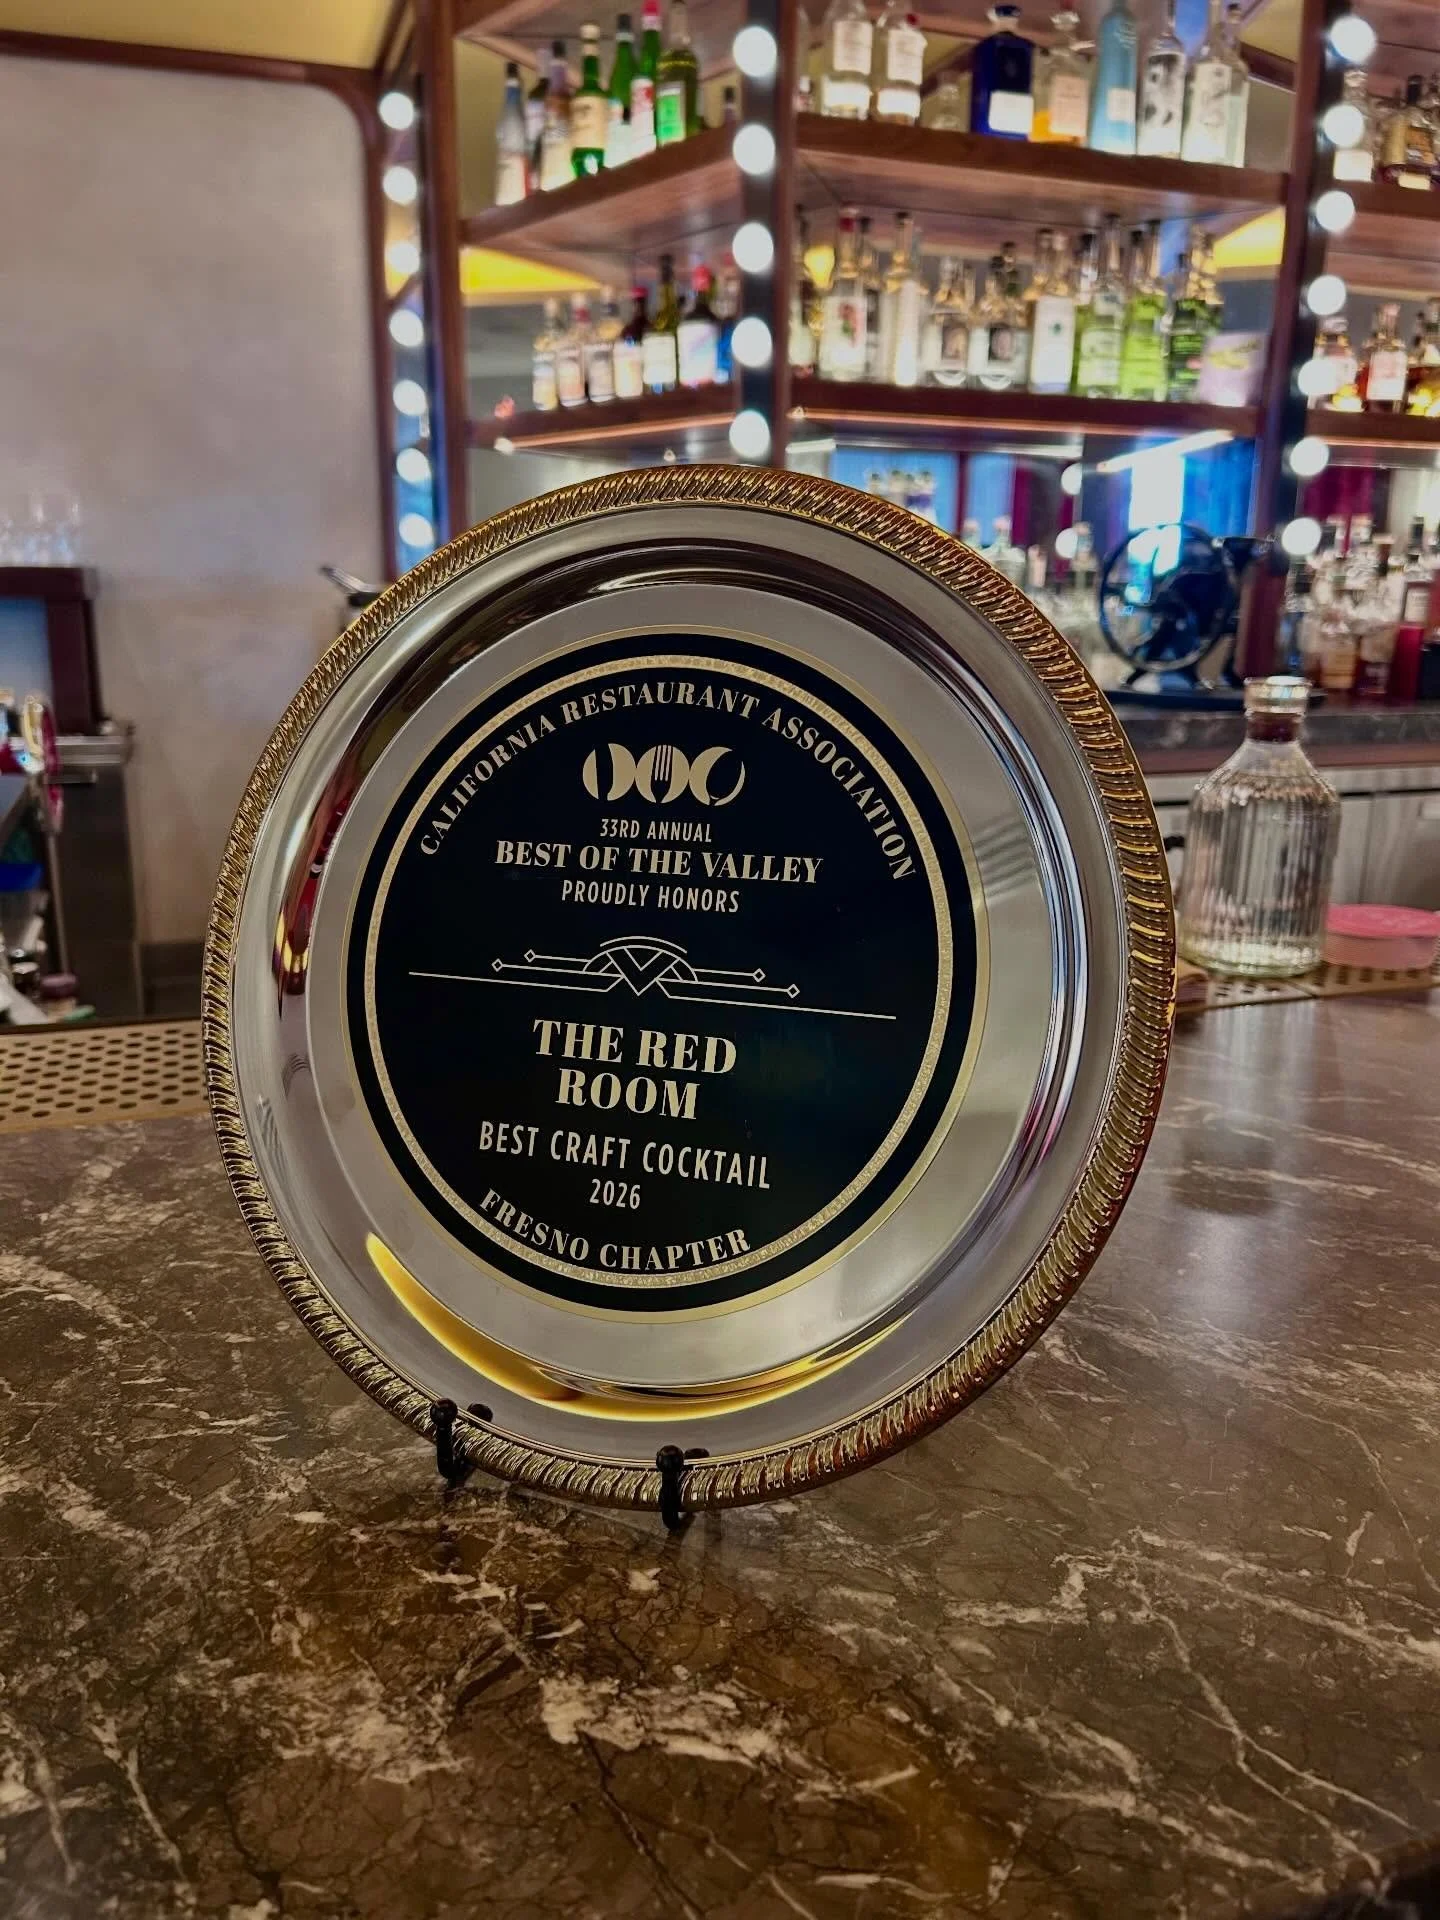 CALIFORNIA RESTAURANT ASSOCIATION
33RD ANNUAL
BEST OF THE VALLEY
PROUDLY HONORS
THE RED
ROOM
BEST CRAFT COCKTAIL
2026
FRESNO CHAPTER